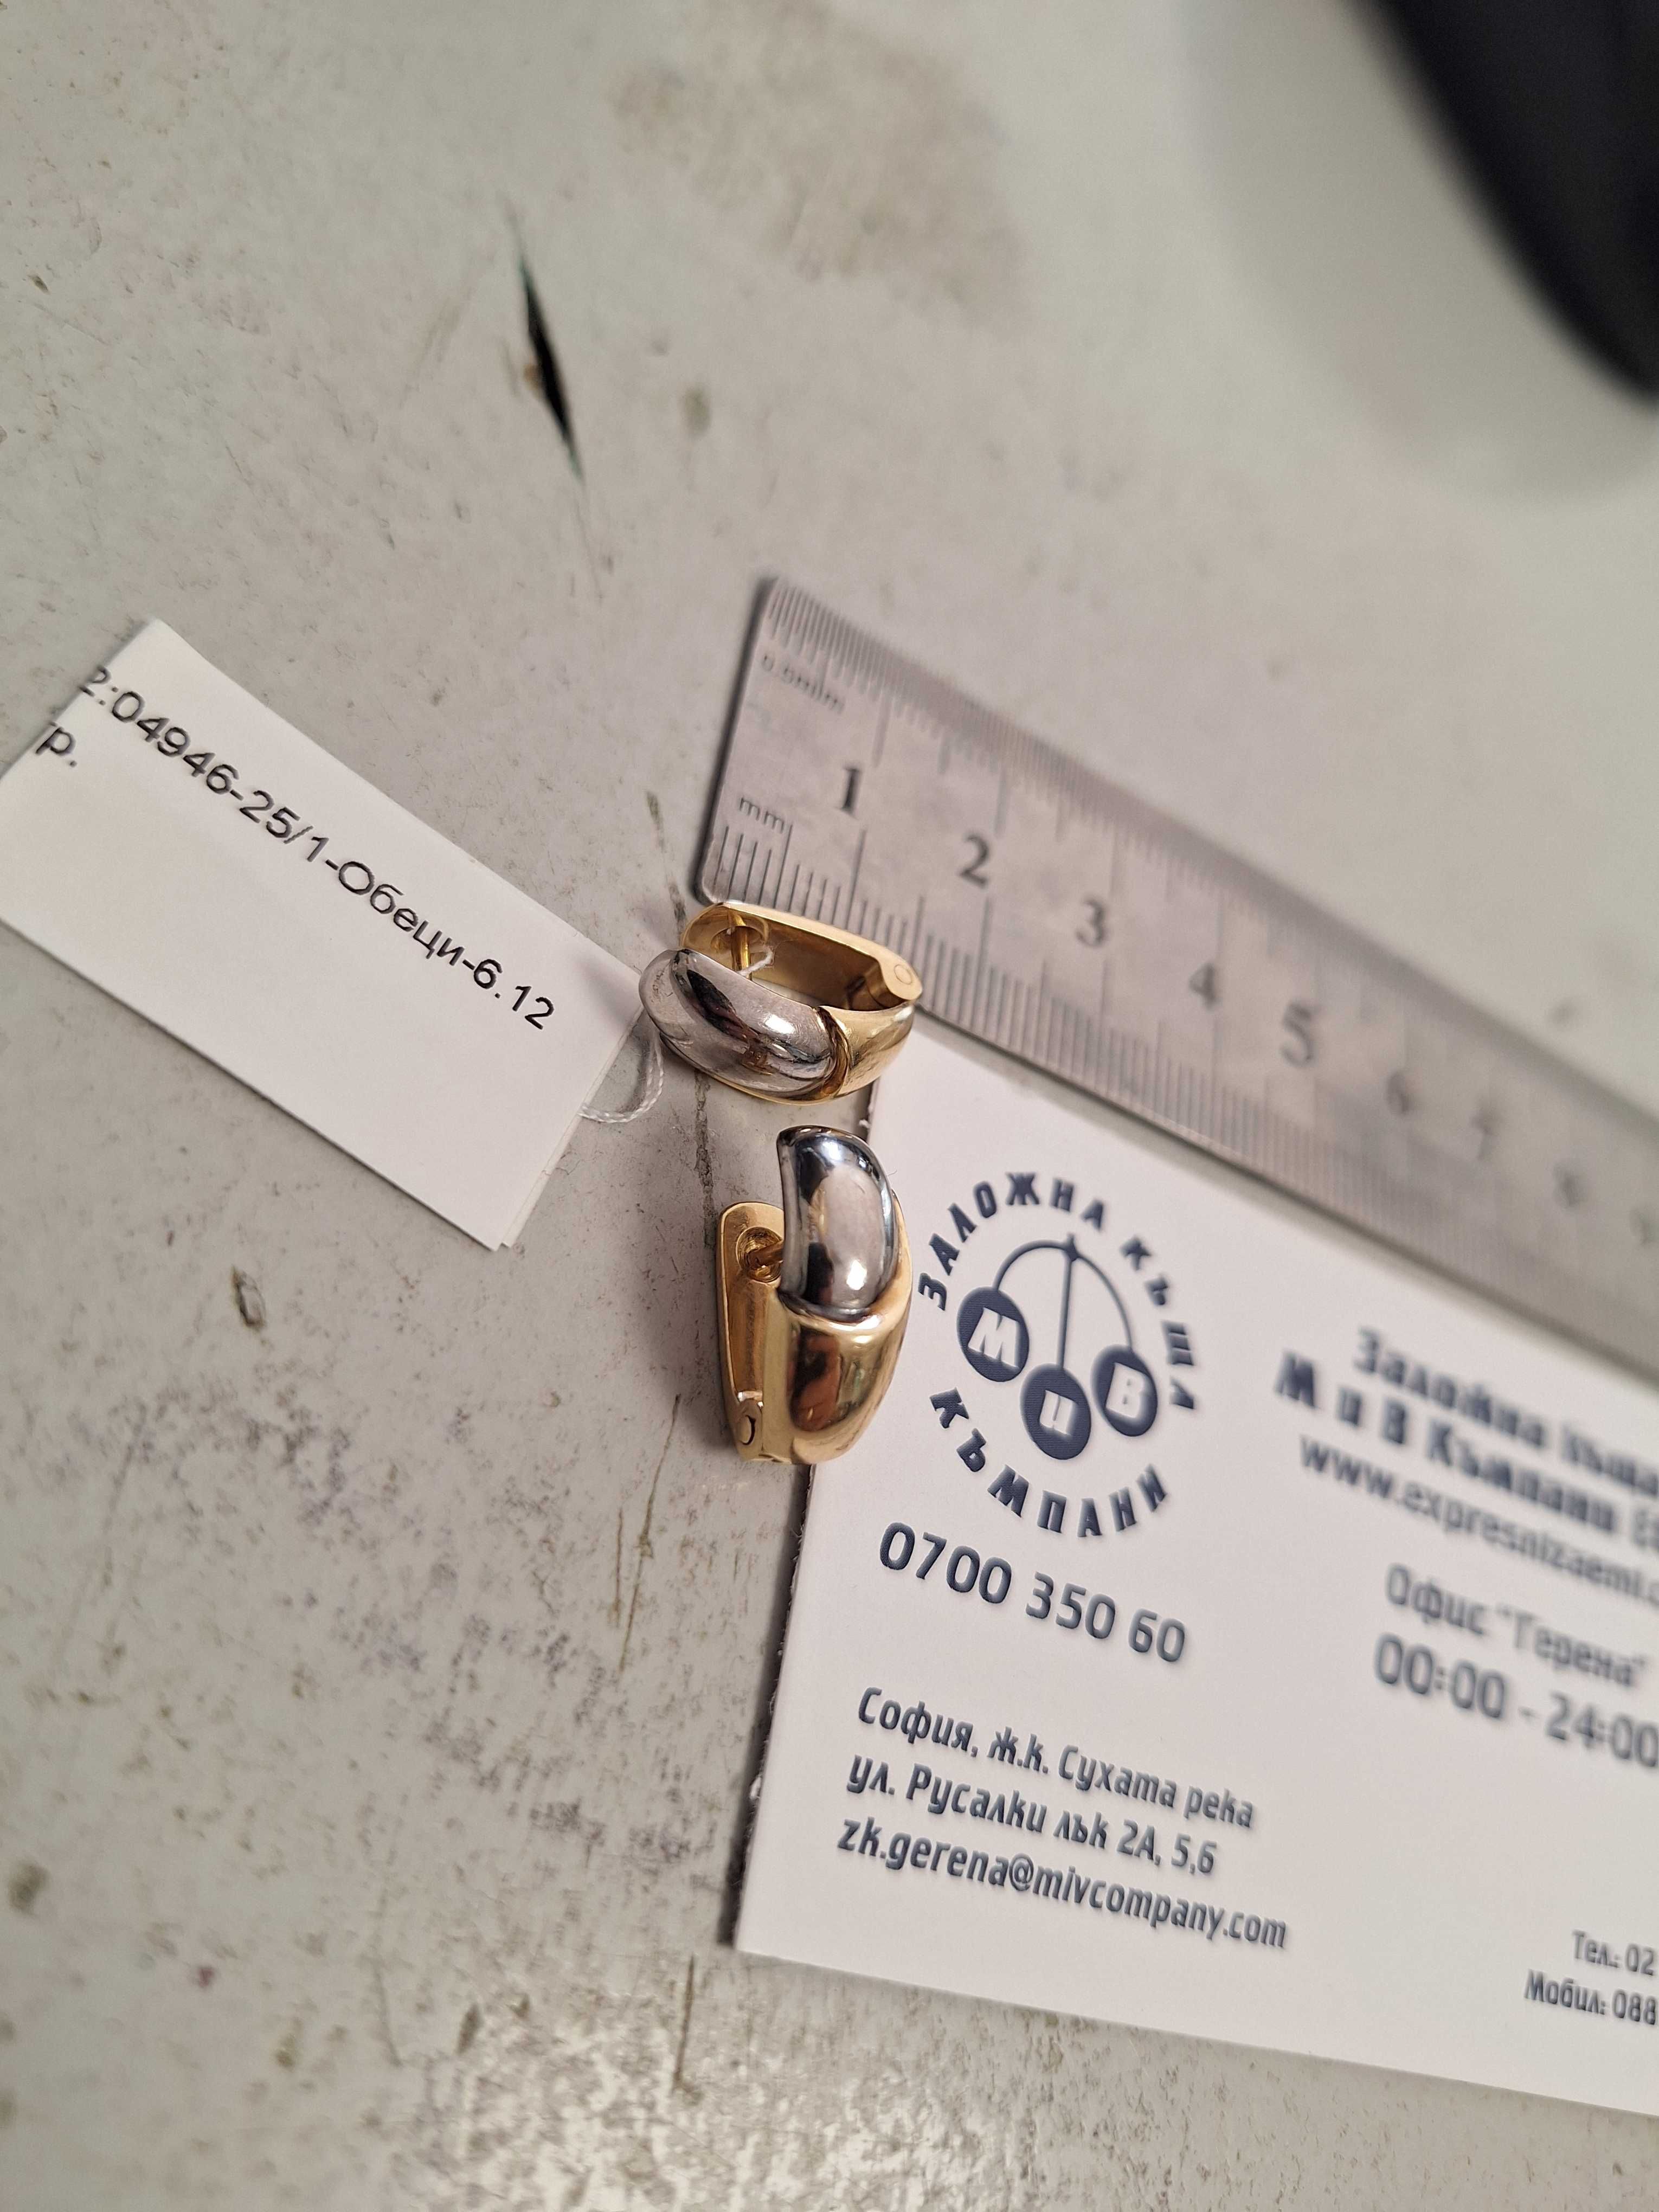 2:04946-25/1-Обеци-6.12
р.
0.5mm
mm
1 2 3 4 5 6 7 8
ЗАЛОЖНА КЪЩА
М и В
КЪМПАНИ
0700 350 60
София, ж.к. Сухата река
ул. Русалки лък 2А, 5,6
zk.gerena@mivcompany.com
Заложна къща
М и В Къмпани
www.expresnizaemi.
Офис "Герена"
00:00 - 24:00
Тел.: 02
Мобил: 088